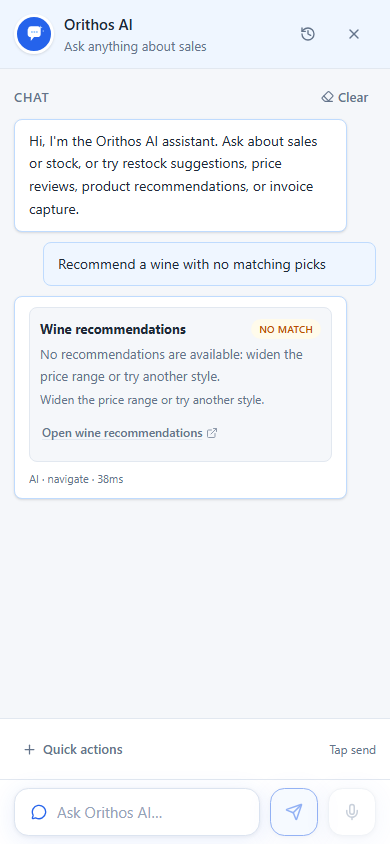 Orithos AI
Ask anything about sales
CHAT
Clear
Hi, I'm the Orithos AI assistant. Ask about sales
or stock, or try restock suggestions, price
reviews, product recommendations, or invoice
capture.
Recommend a wine with no matching picks
Wine recommendations
NO MATCH
No recommendations are available: widen the
price range or try another style.
Widen the price range or try another style.
Open wine recommendations
AI · navigate · 38ms
Quick actions
Tap send
Ask Orithos AI...